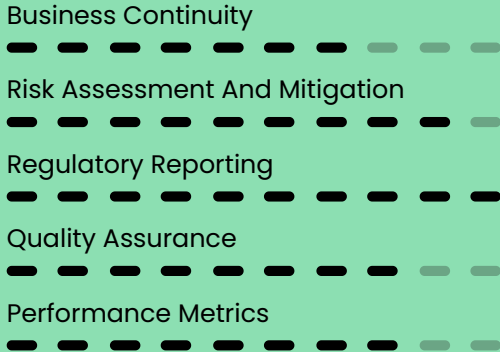 Business Continuity
Risk Assessment And Mitigation
Regulatory Reporting
Quality Assurance
Performance Metrics